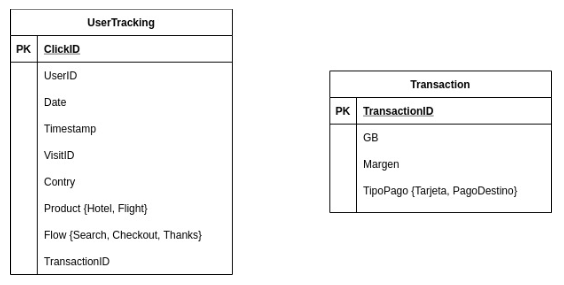 UserTracking
PK ClickID
UserID
Date
Timestamp
VisitID
Contry
Product {Hotel, Flight}
Flow {Search, Checkout, Thanks}
TransactionID
Transaction
PK TransactionID
GB
Margen
TipoPago {Tarjeta, PagoDestino}